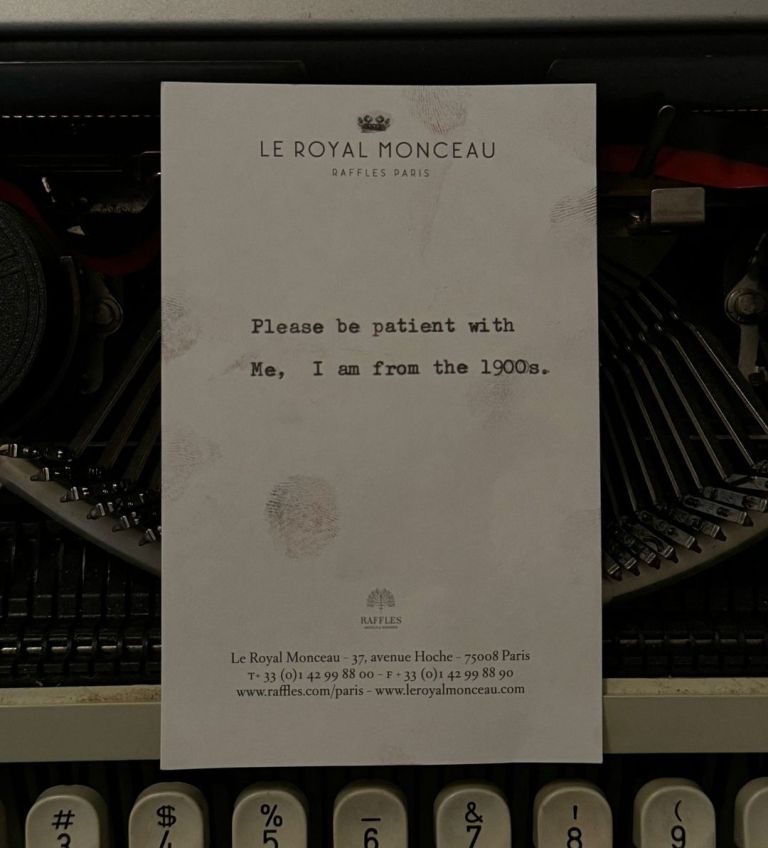 LE ROYAL MONCEAU
RAFFLES PARIS
Please be patient with
Me,  I am from the 1900s.
RAFFLES
Le Royal Monceau - 37, avenue Hoche - 75008 Paris
T+ 33 (0)1 42 99 88 00 - F + 33 (0)1 42 99 88 90
www.raffles.com/paris - www.leroyalmonceau.com
# $ % _ & ' (
3 4 5 6 7 8 9